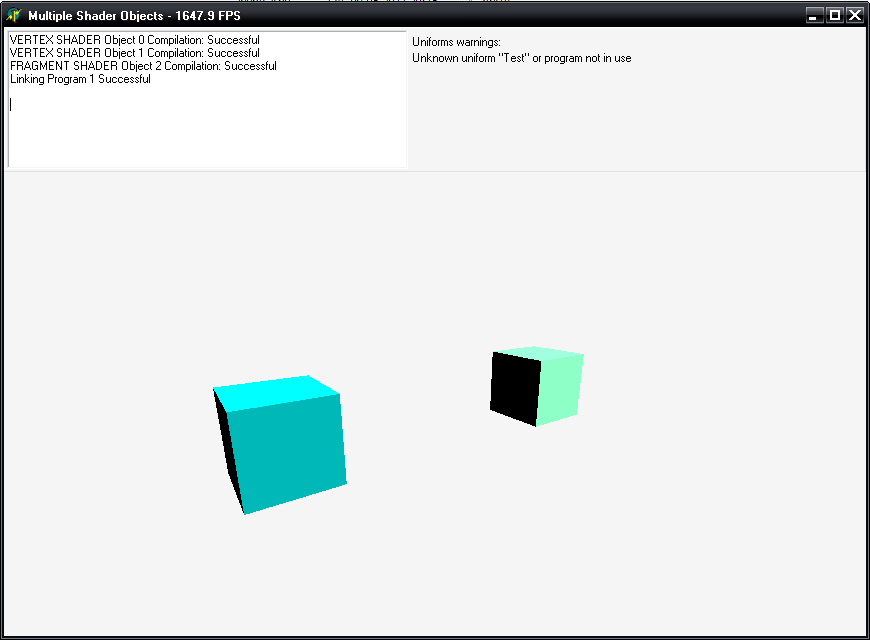 Multiple Shader Objects - 1647.9 FPS
VERTEX SHADER Object 0 Compilation: Successful
VERTEX SHADER Object 1 Compilation: Successful
FRAGMENT SHADER Object 2 Compilation: Successful
Linking Program 1 Successful
Uniforms warnings:
Unknown uniform "Test" or program not in use